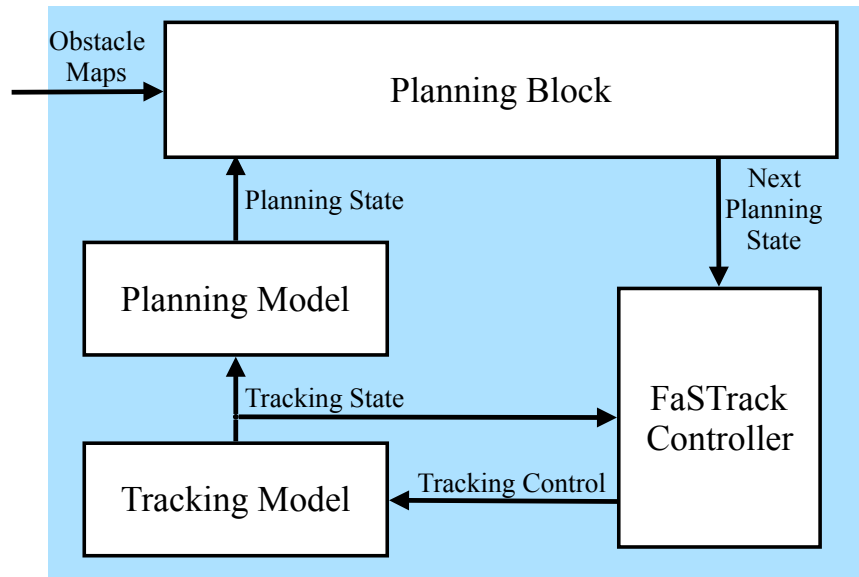 Obstacle
Maps
Planning Block
Planning State
Next
Planning
State
Planning Model
Tracking State
FaSTrack
Controller
Tracking Model
Tracking Control